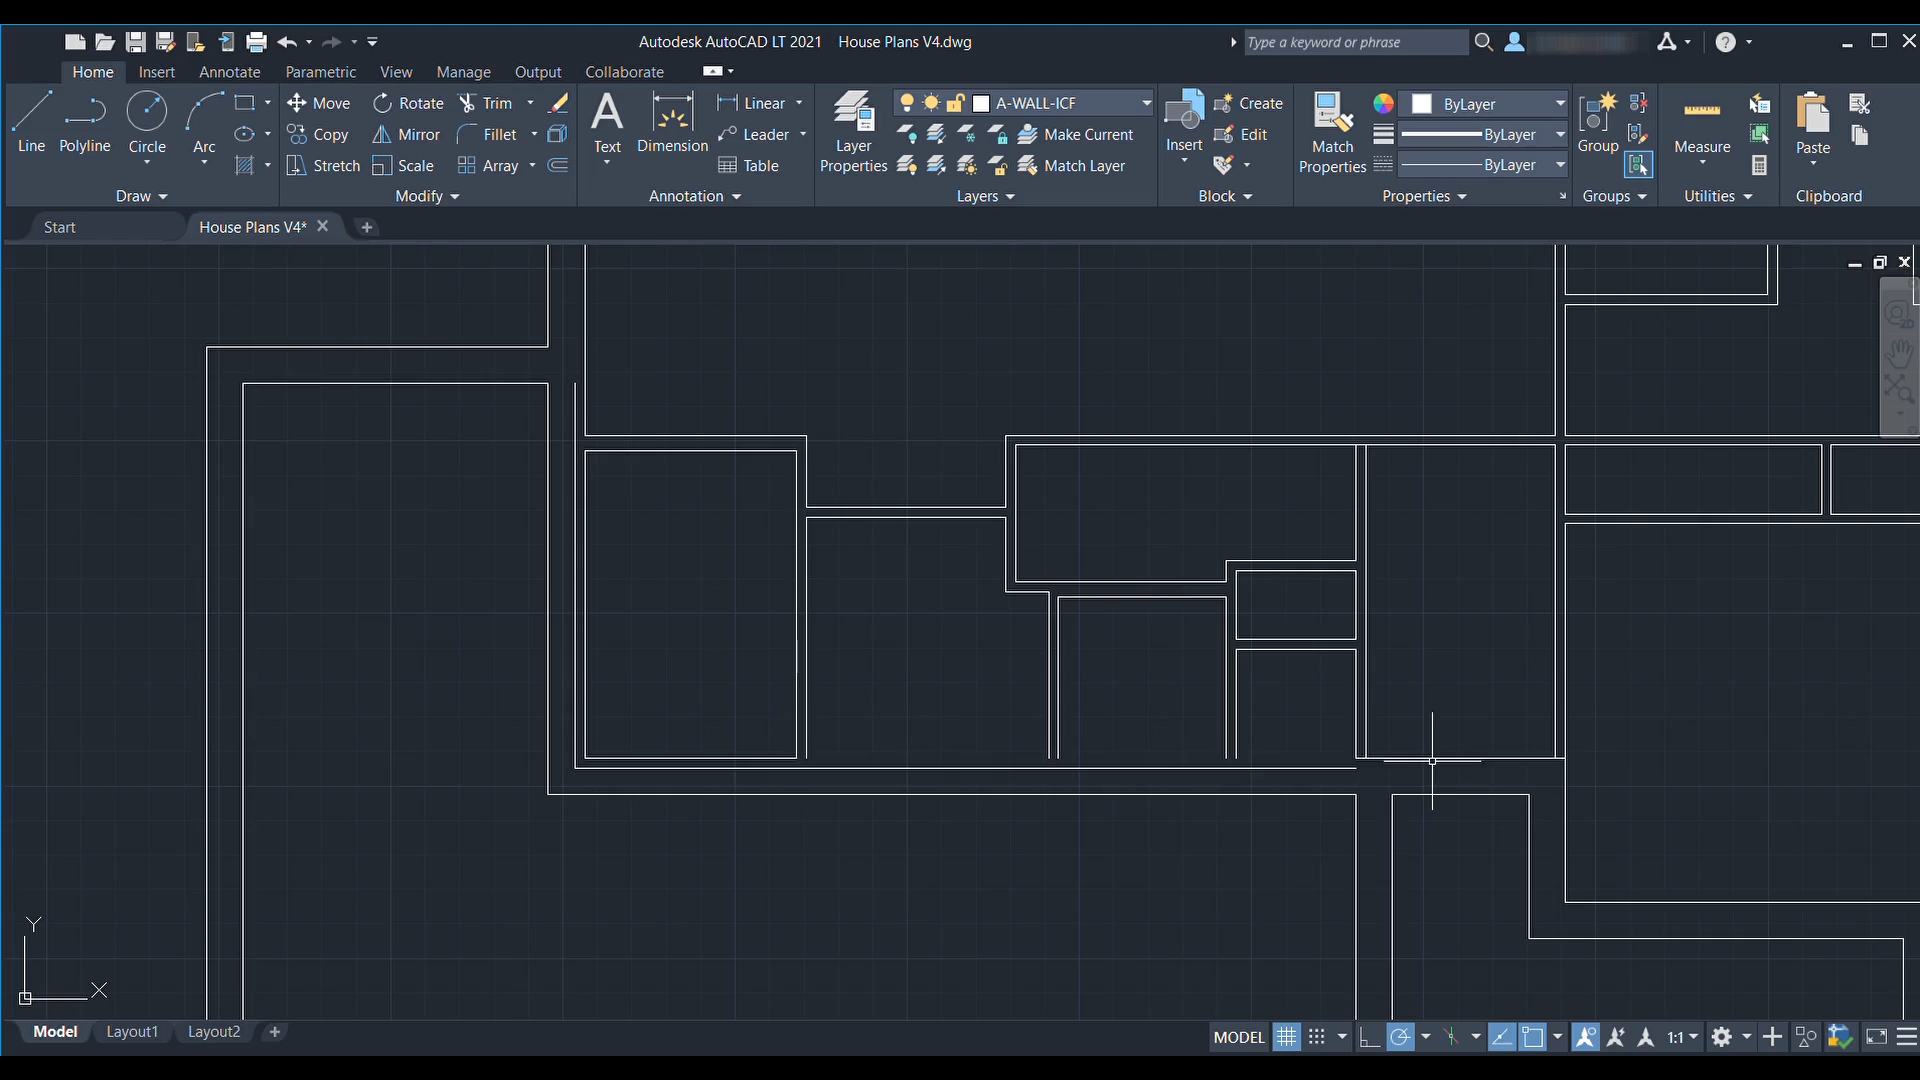 Autodesk AutoCAD LT 2021 House Plans V4.dwg
Type a keyword or phrase
Home Insert Annotate Parametric View Manage Output Collaborate
Line Polyline Circle Arc
Move Rotate Trim
Copy Mirror Fillet
Stretch Scale Array
Text Dimension
Linear
Leader
Table
Layer Properties
A-WALL-ICF
Make Current
Match Layer
Insert
Create
Edit
Match Properties
ByLayer
ByLayer
ByLayer
Group
Measure
Paste
Draw Modify Annotation Layers Block Properties Groups Utilities Clipboard
Start House Plans V4*
2D
Y
X
Model Layout1 Layout2
MODEL 1:1